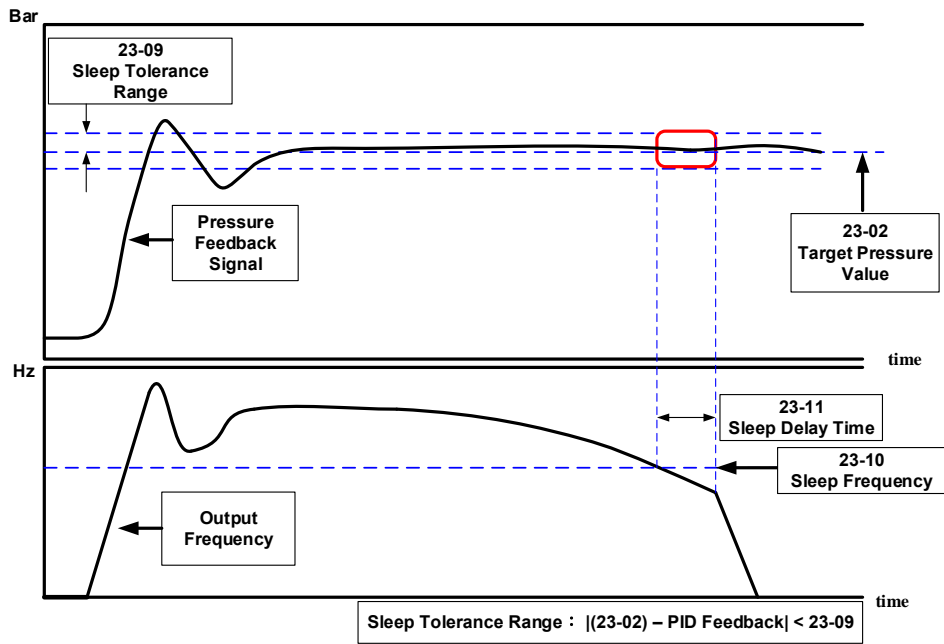 Bar
23-09
Sleep Tolerance
Range
Pressure
Feedback
Signal
23-02
Target Pressure
Value
time
Hz
23-11
Sleep Delay Time
23-10
Sleep Frequency
Output
Frequency
time
Sleep Tolerance Range： |(23-02) – PID Feedback| < 23-09